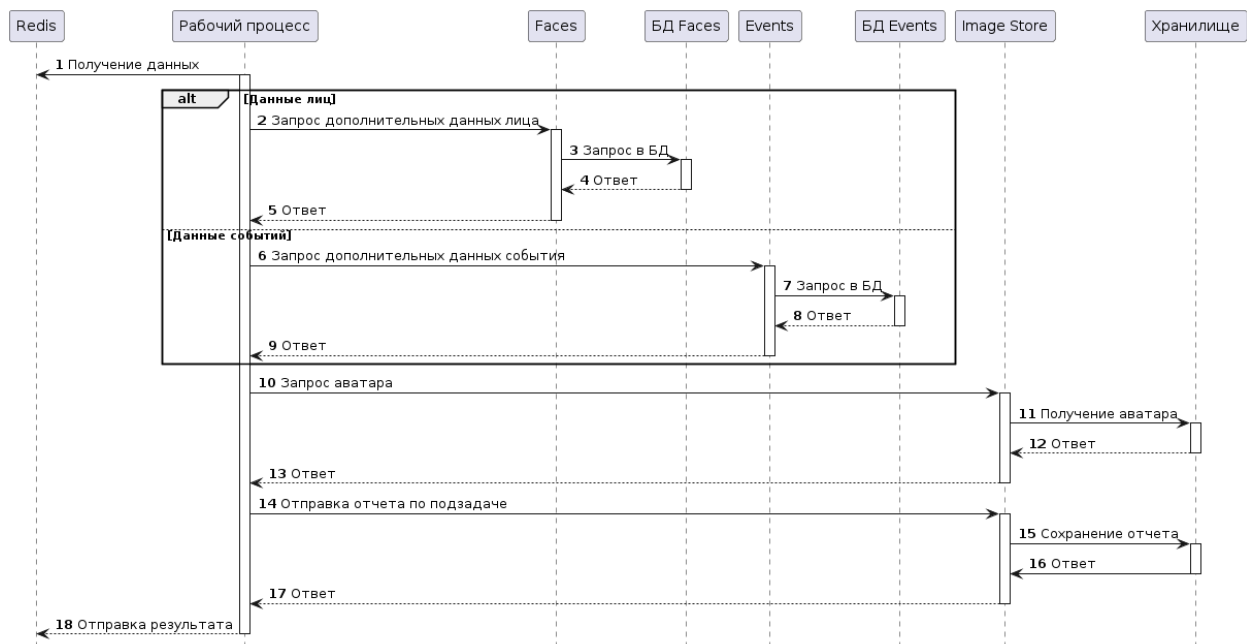 Redis
Рабочий процесс
Faces
БД Faces
Events
БД Events
Image Store
Хранилище
1 Получение данных
alt
[Данные лиц]
2 Запрос дополнительных данных лица
3 Запрос в БД
4 Ответ
5 Ответ
[Данные событий]
6 Запрос дополнительных данных события
7 Запрос в БД
8 Ответ
9 Ответ
10 Запрос аватара
11 Получение аватара
12 Ответ
13 Ответ
14 Отправка отчета по подзадаче
15 Сохранение отчета
16 Ответ
17 Ответ
18 Отправка результата